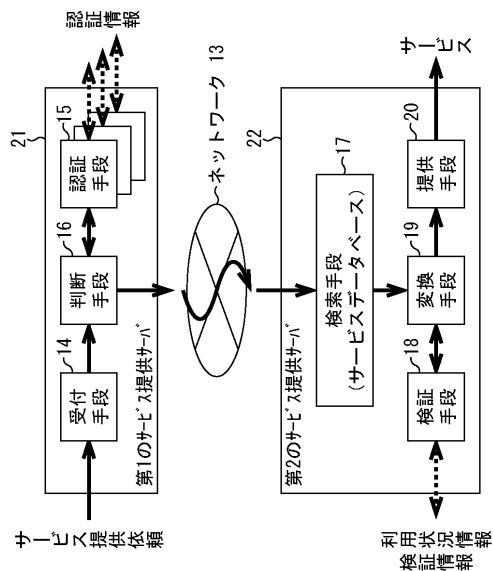 サービス提供依頼
21
14
受付
手段
16
判断
手段
15
認証
手段
認証情報
第1のサービス提供サーバ
ネットワーク 13
22
第2のサービス提供サーバ
17
検索手段
(サービスデータベース)
18
検証
手段
19
変換
手段
20
提供
手段
利用状況情報
検証情報
サービス